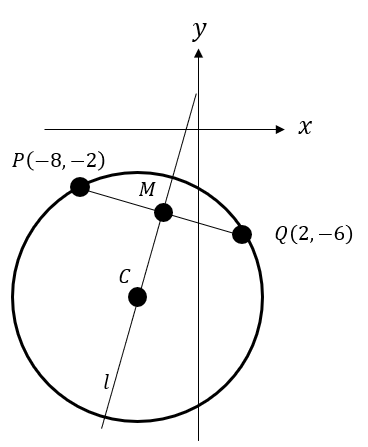 y
x
P(−8, −2)
M
Q(2, −6)
C
l